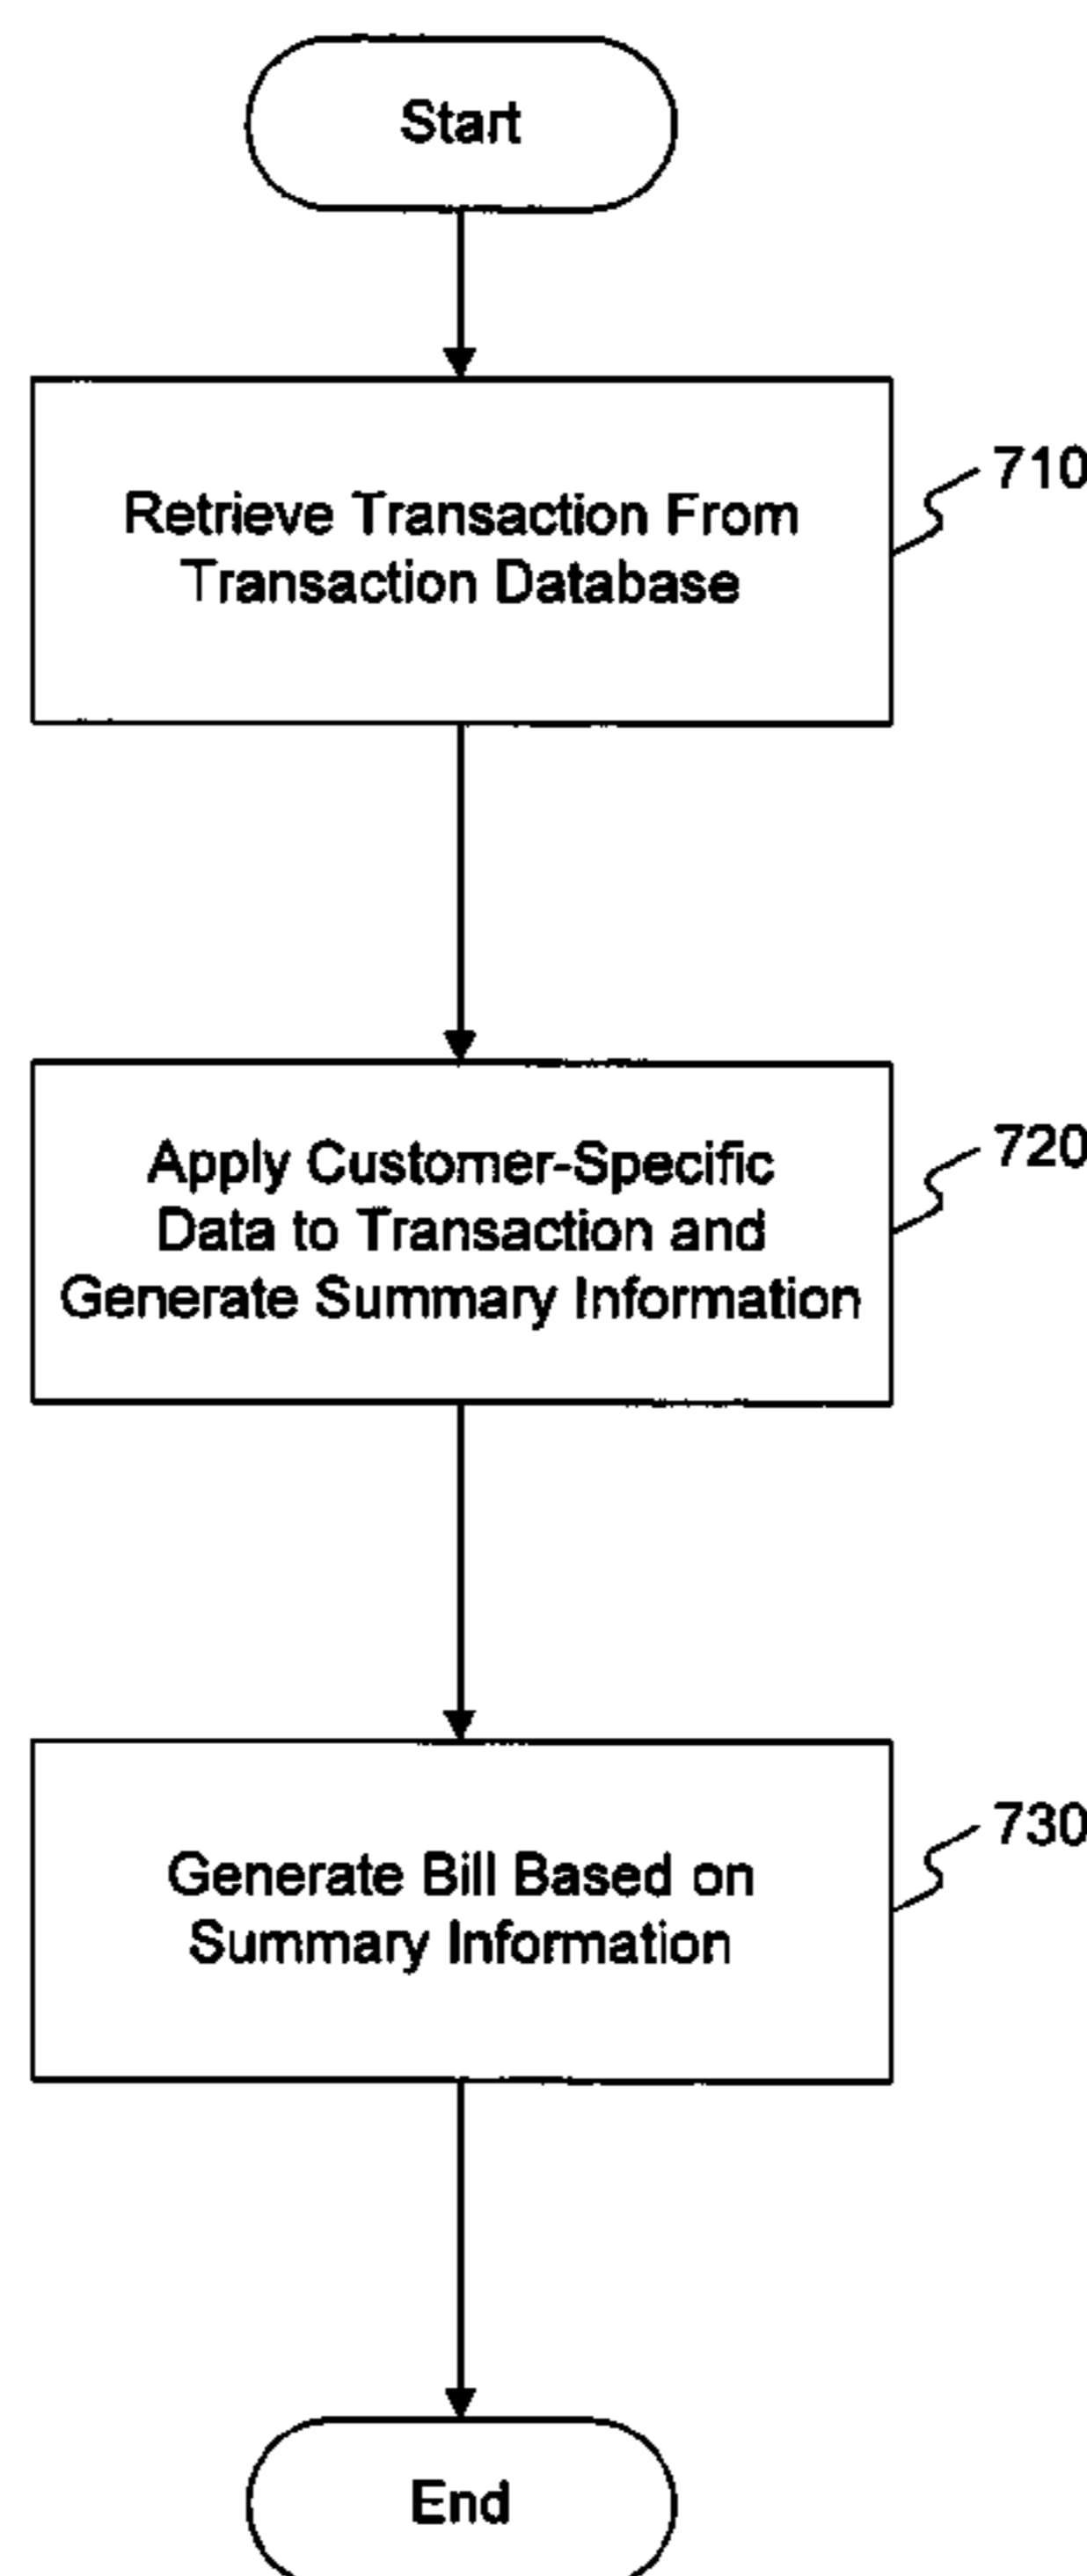 Start
710
Retrieve Transaction From
Transaction Database
720
Apply Customer-Specific
Data to Transaction and
Generate Summary Information
730
Generate Bill Based on
Summary Information
End